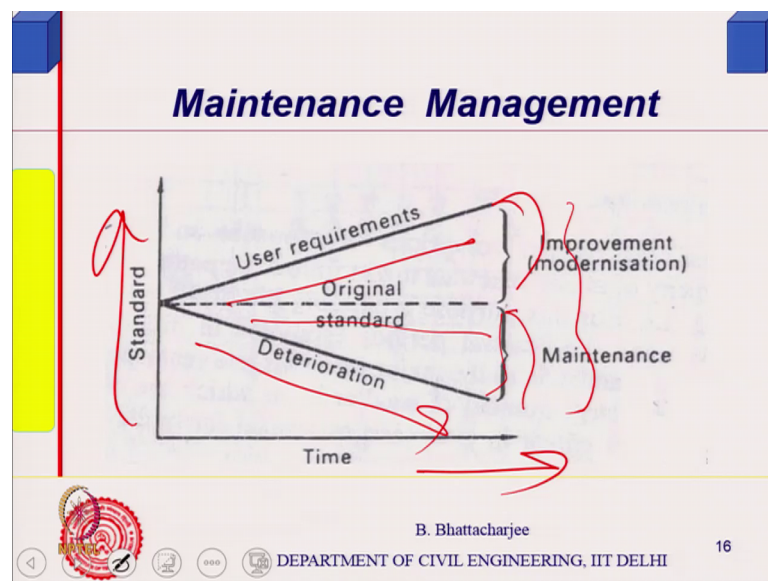 Maintenance Management
Standard
User requirements
Original
standard
Deterioration
Improvement
(modernisation)
Maintenance
Time
NPTEL
B. Bhattacharjee
DEPARTMENT OF CIVIL ENGINEERING, IIT DELHI
16